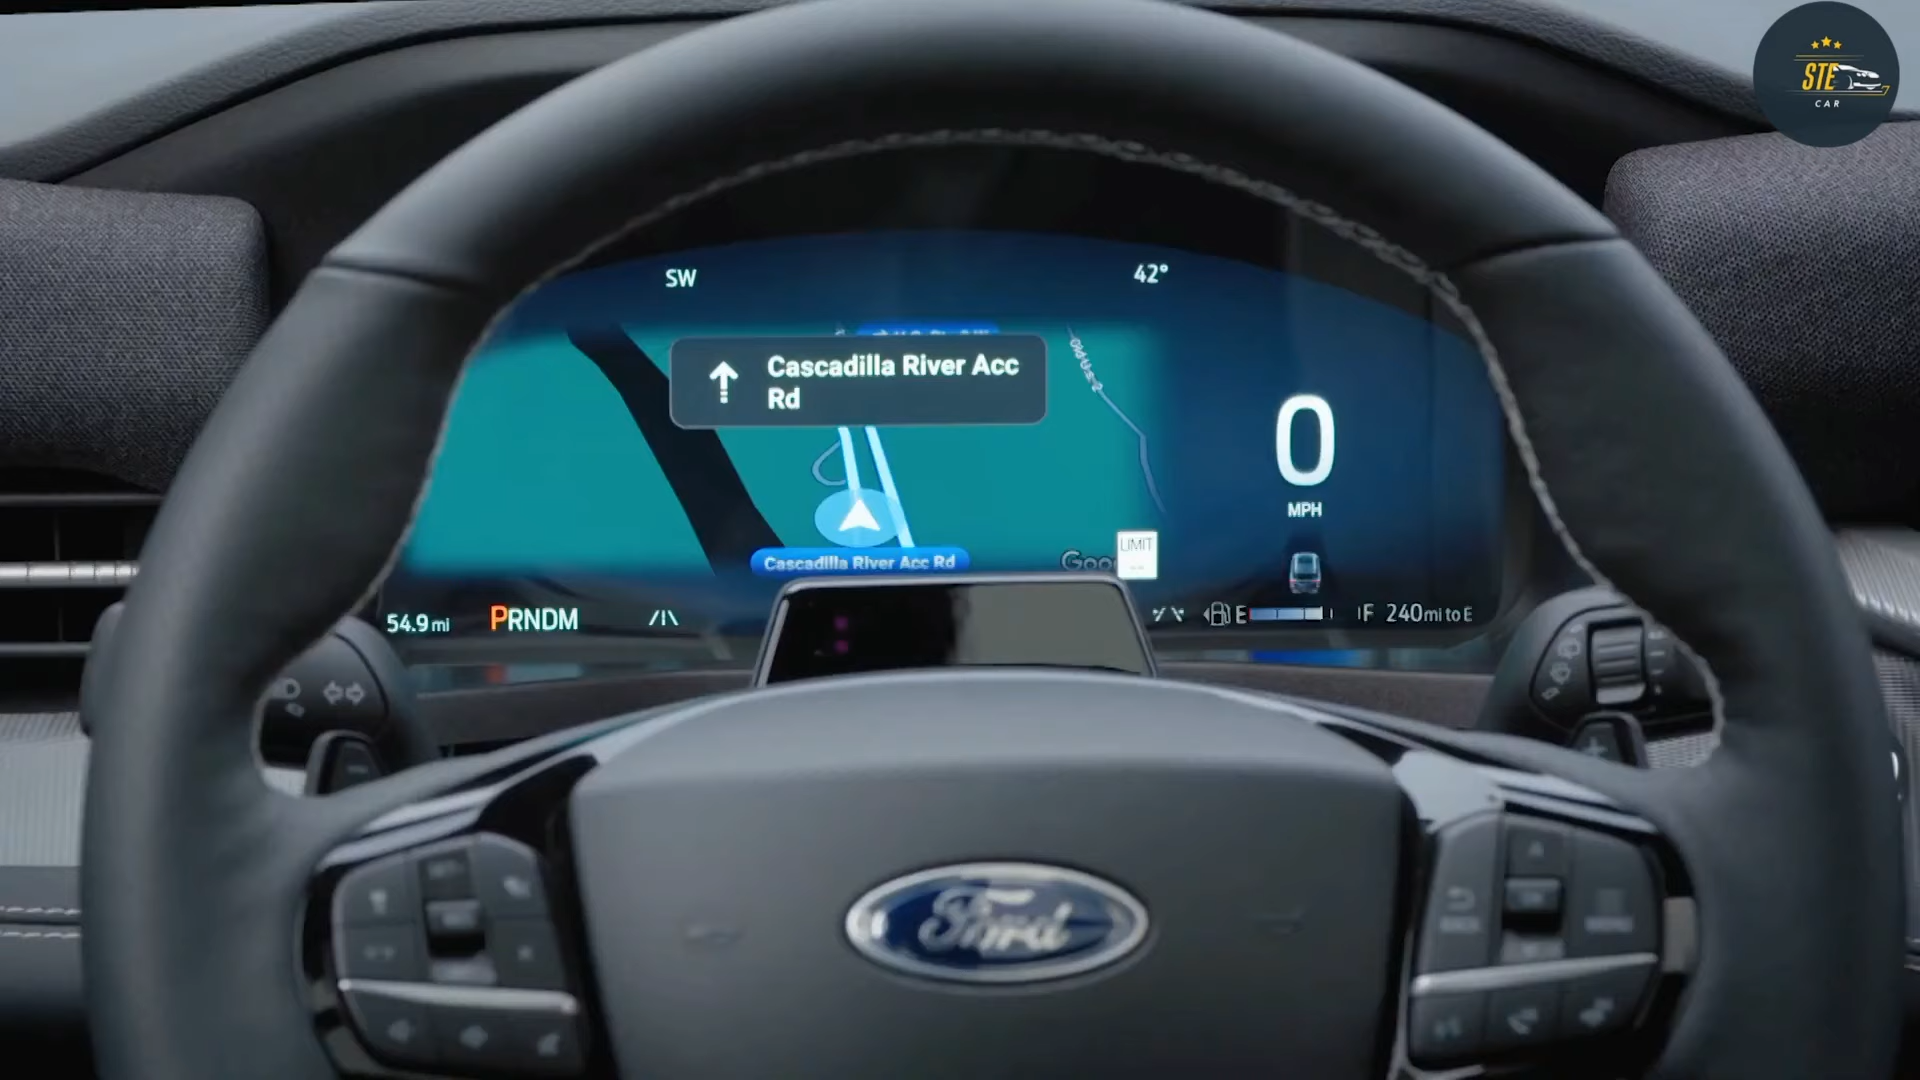 STE
CAR
SW
42°
Cascadilla River Acc
Rd
0
MPH
LIMIT
Cascadilla River Acc Rd
54.9 mi
PRNDM
E
F
240 mi to E
Ford